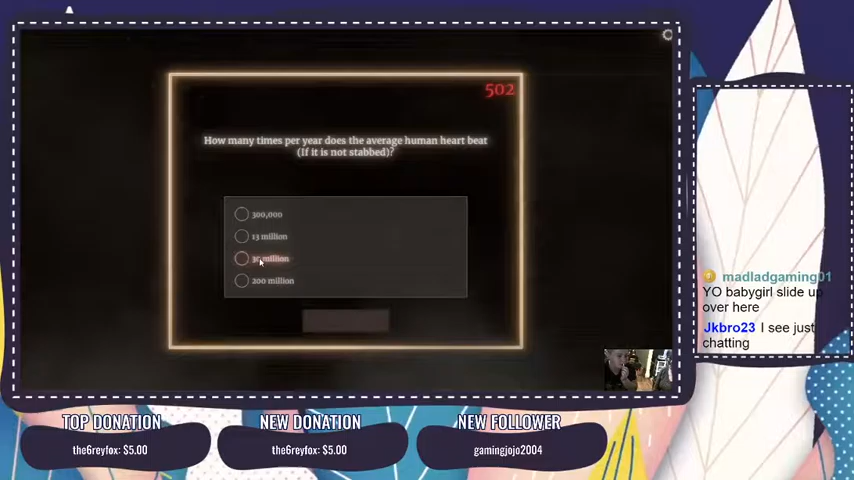 502
How many times per year does the average human heart beat
(If it is not stabbed)?
300,000
13 million
million
200 million
madladgaming01
YO babygirl slide up
over here
Jkbro23 I see just
chatting
TOP DONATION
NEW DONATION
NEW FOLLOWER
the6reyfox: $5.00
the6reyfox: $5.00
gamingjojo2004